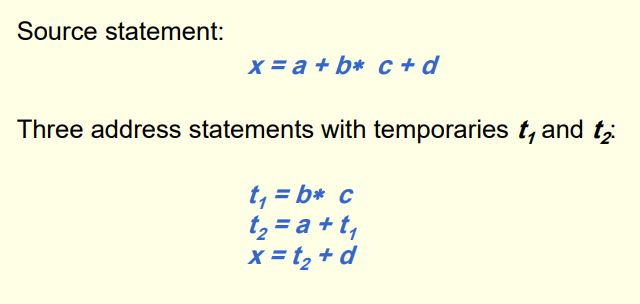 Source statement:
x = a + b* c + d
Three address statements with temporaries t₁ and t₂:
t₁ = b* c
t₂ = a + t₁
x = t₂ + d